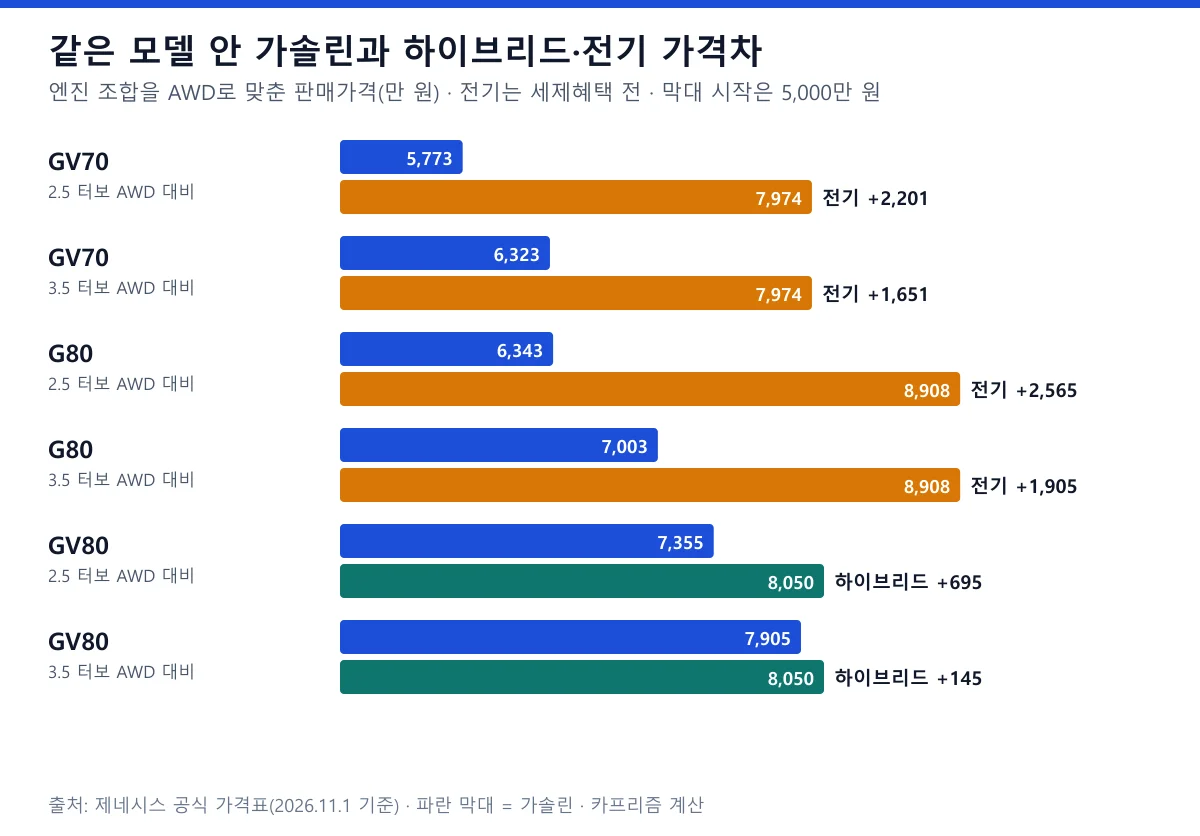 같은 모델 안 가솔린과 하이브리드·전기 가격차
엔진 조합을 AWD로 맞춘 판매가격(만 원) · 전기는 세제혜택 전 · 막대 시작은 5,000만 원
GV70
2.5 터보 AWD 대비
5,773
7,974 전기 +2,201
GV70
3.5 터보 AWD 대비
6,323
7,974 전기 +1,651
G80
2.5 터보 AWD 대비
6,343
8,908 전기 +2,565
G80
3.5 터보 AWD 대비
7,003
8,908 전기 +1,905
GV80
2.5 터보 AWD 대비
7,355
8,050 하이브리드 +695
GV80
3.5 터보 AWD 대비
7,905
8,050 하이브리드 +145
출처: 제네시스 공식 가격표(2026.11.1 기준) · 파란 막대 = 가솔린 · 카프리즘 계산